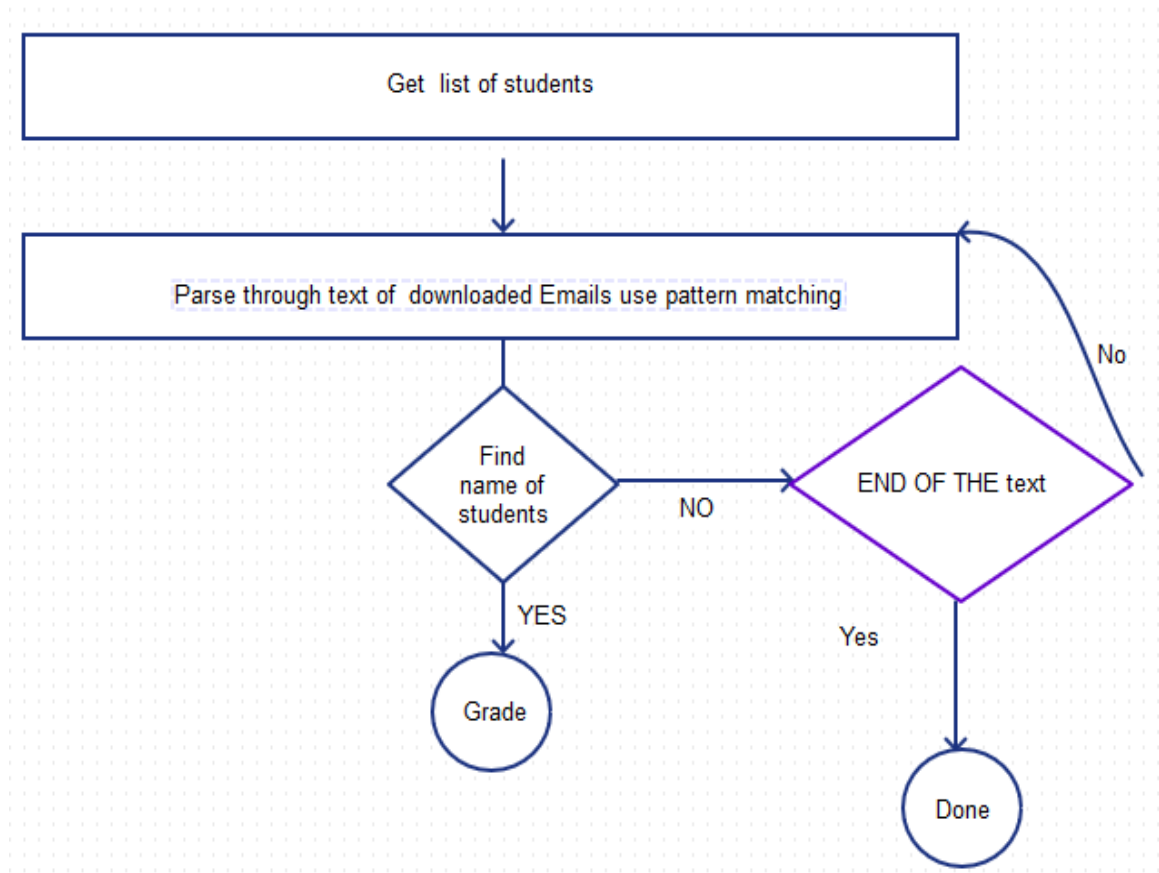 Get list of students
Parse through text of downloaded Emails use pattern matching
No
Find
name of
students
NO
END OF THE text
YES
Yes
Grade
Done